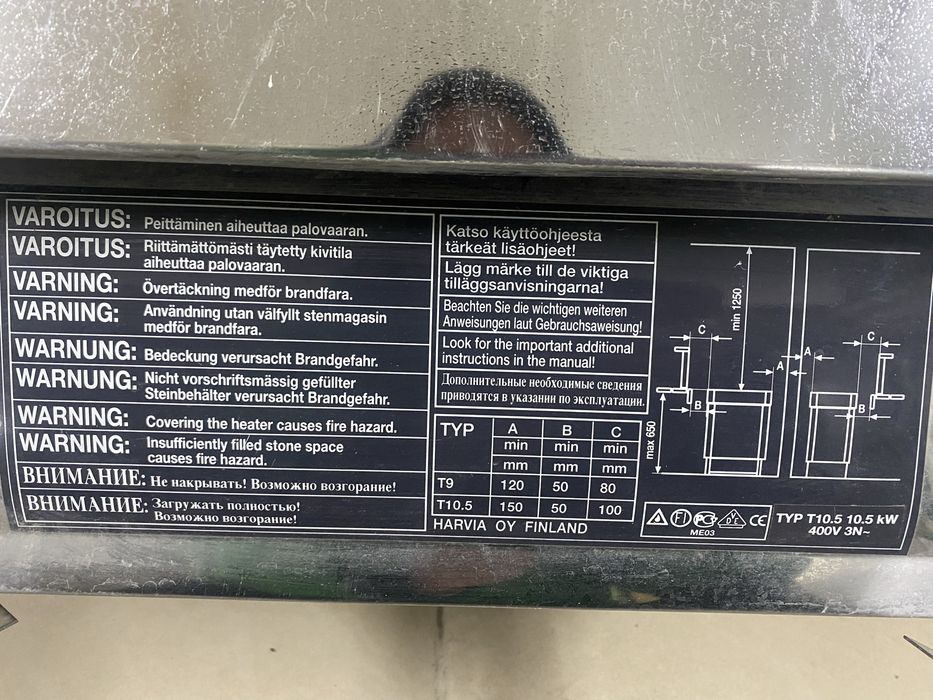 VAROITUS: Peittäminen aiheuttaa palovaaran.
VAROITUS: Riittämättömästi täytetty kivitila
aiheuttaa palovaaran.
VARNING: Övertäckning medför brandfara.
VARNING: Användning utan välfyllt stenmagasin
medför brandfara.
WARNUNG: Bedeckung verursacht Brandgefahr.
WARNUNG: Nicht vorschriftsmässig gefüllter
Steinbehälter verursacht Brandgefahr.
WARNING: Covering the heater causes fire hazard.
WARNING: Insufficiently filled stone space
causes fire hazard.
ВНИМАНИЕ: Не накрывать! Возможно возгорание!
ВНИМАНИЕ: Загружать полностью!
Возможно возгорание!
Katso käyttöohjeesta
tärkeät lisäohjeet!
Lägg märke till de viktiga
tilläggsanvisningarna!
Beachten Sie die wichtigen weiteren
Anweisungen laut Gebrauchsaweisung!
Look for the important additional
instructions in the manual!
Дополнительные необходимые сведения
приводятся в указании по эксплуатации.
TYP A B C
min min min
mm mm mm
T9 120 50 80
T10.5 150 50 100
HARVIA OY FINLAND
min 1250
C
A
B
max 650
A
C
B
FI PCT VDE CE
ME03
TYP T10.5 10.5 kW
400V 3N~